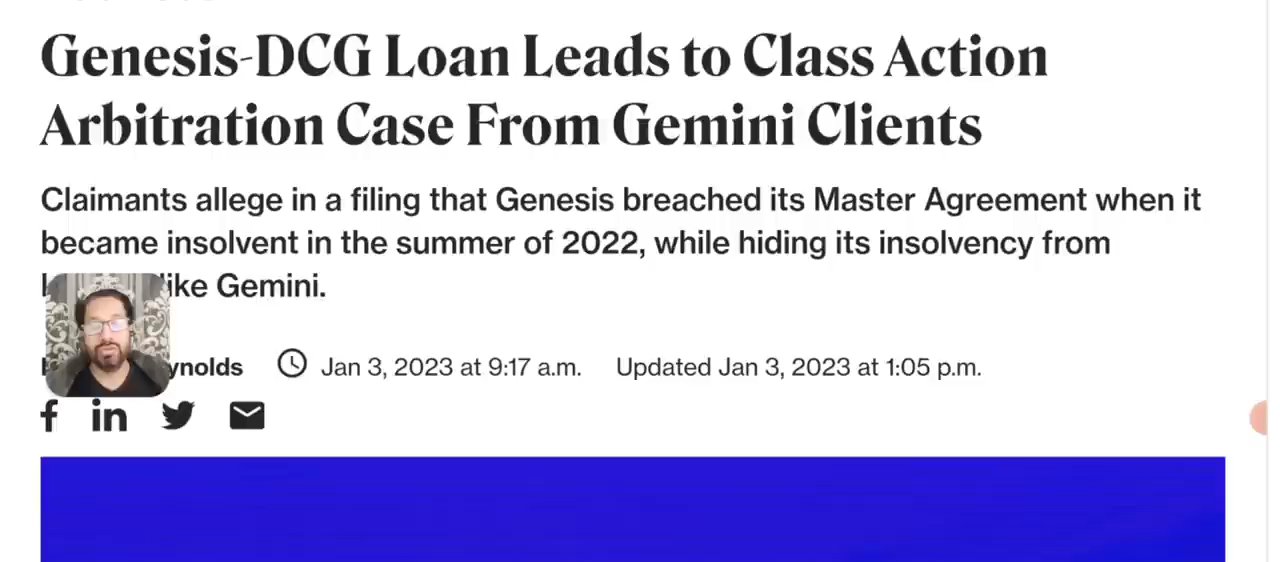 Genesis-DCG Loan Leads to Class Action
Arbitration Case From Gemini Clients
Claimants allege in a filing that Genesis breached its Master Agreement when it
became insolvent in the summer of 2022, while hiding its insolvency from
like Gemini.
Jan 3, 2023 at 9:17 a.m. Updated Jan 3, 2023 at 1:05 p.m.